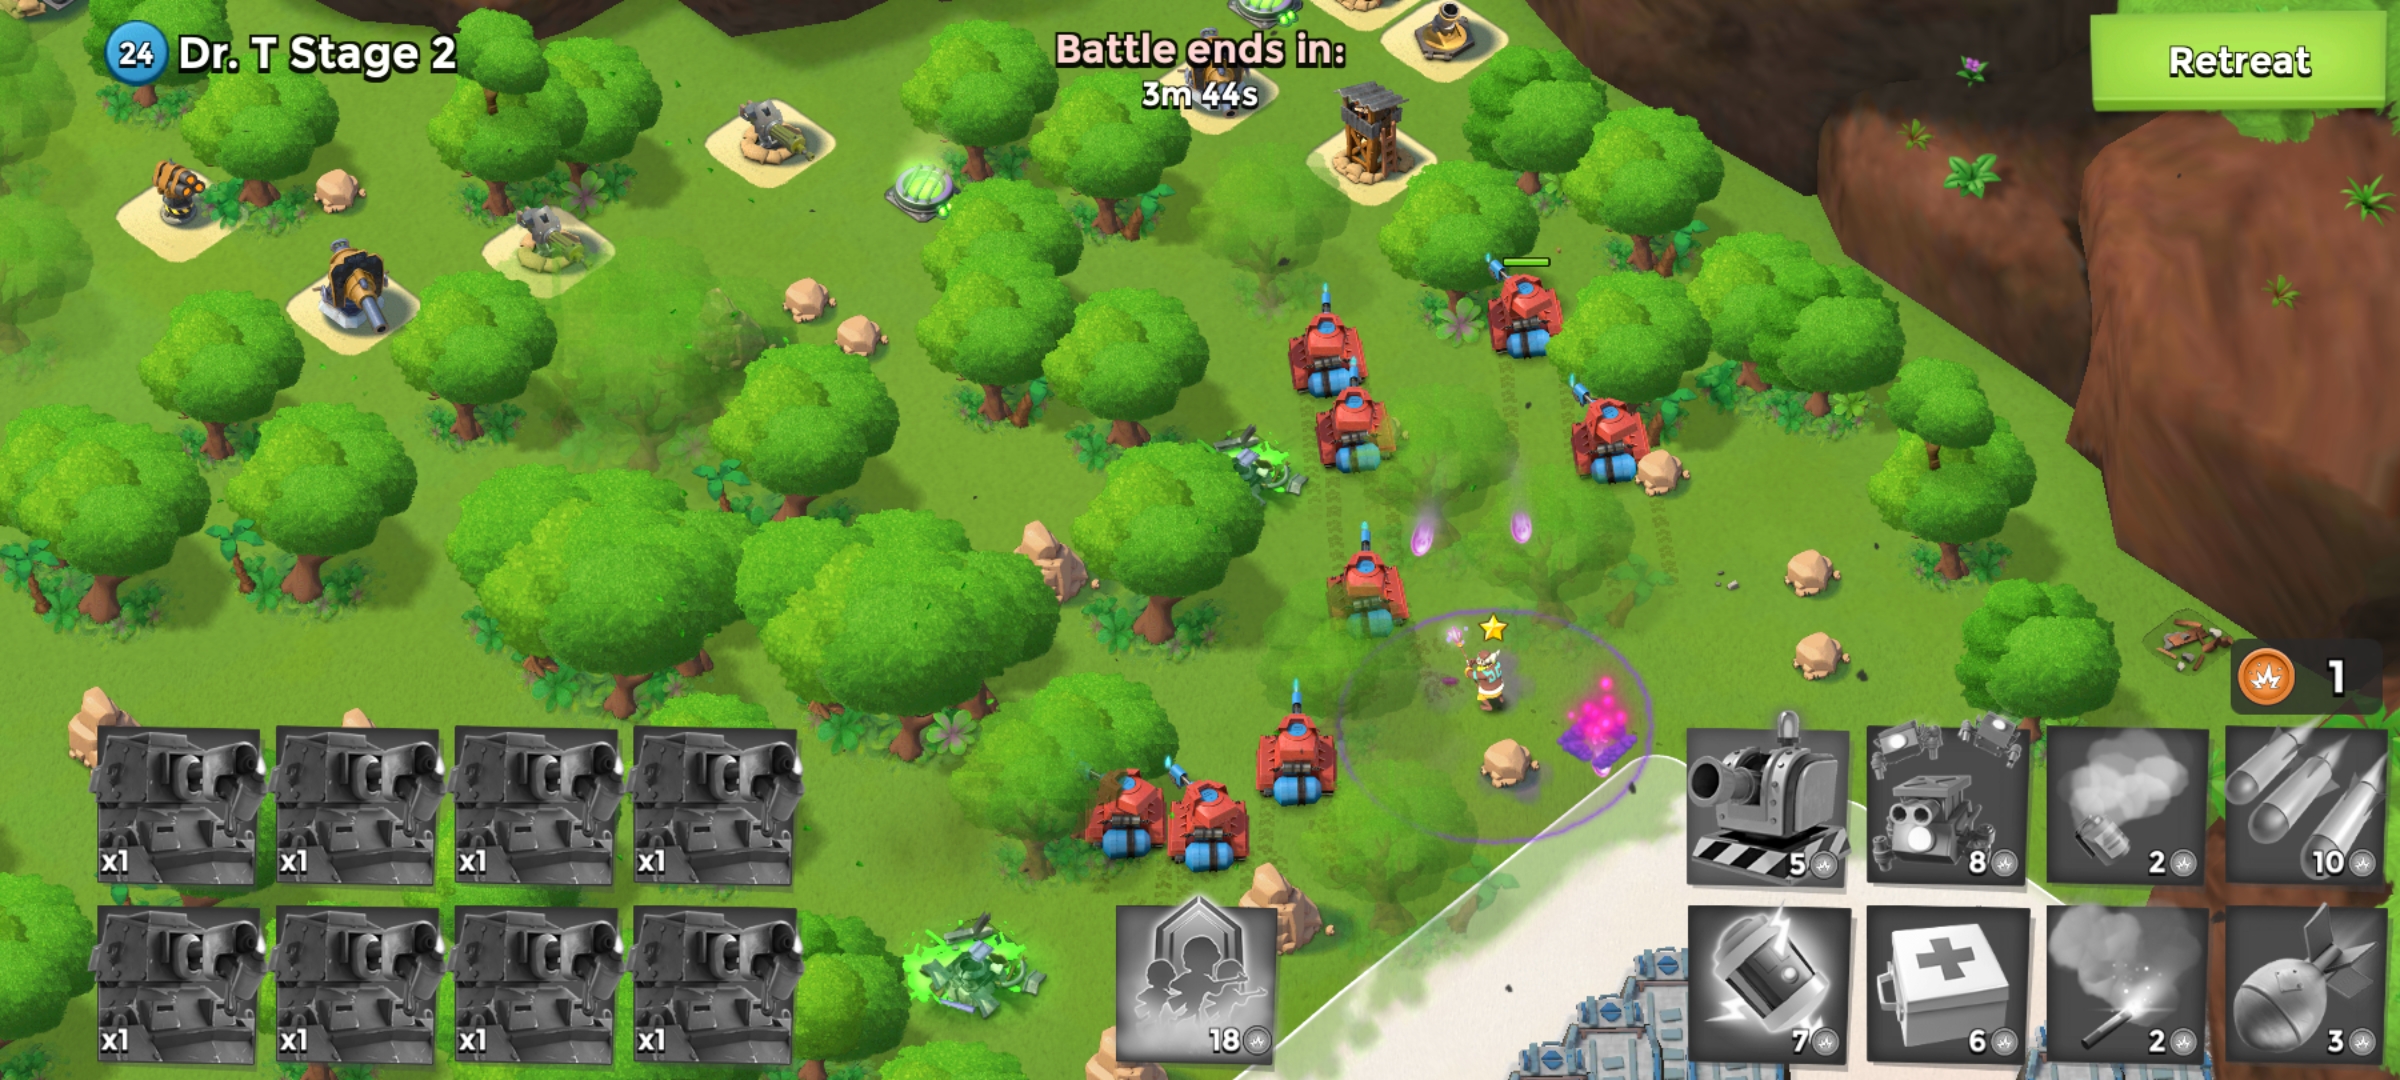 24 Dr. T Stage 2
Battle ends in:
3m 44s
Retreat
1
x1 x1 x1 x1
5 8 2 10
x1 x1 x1 x1
18
7 6 2 3